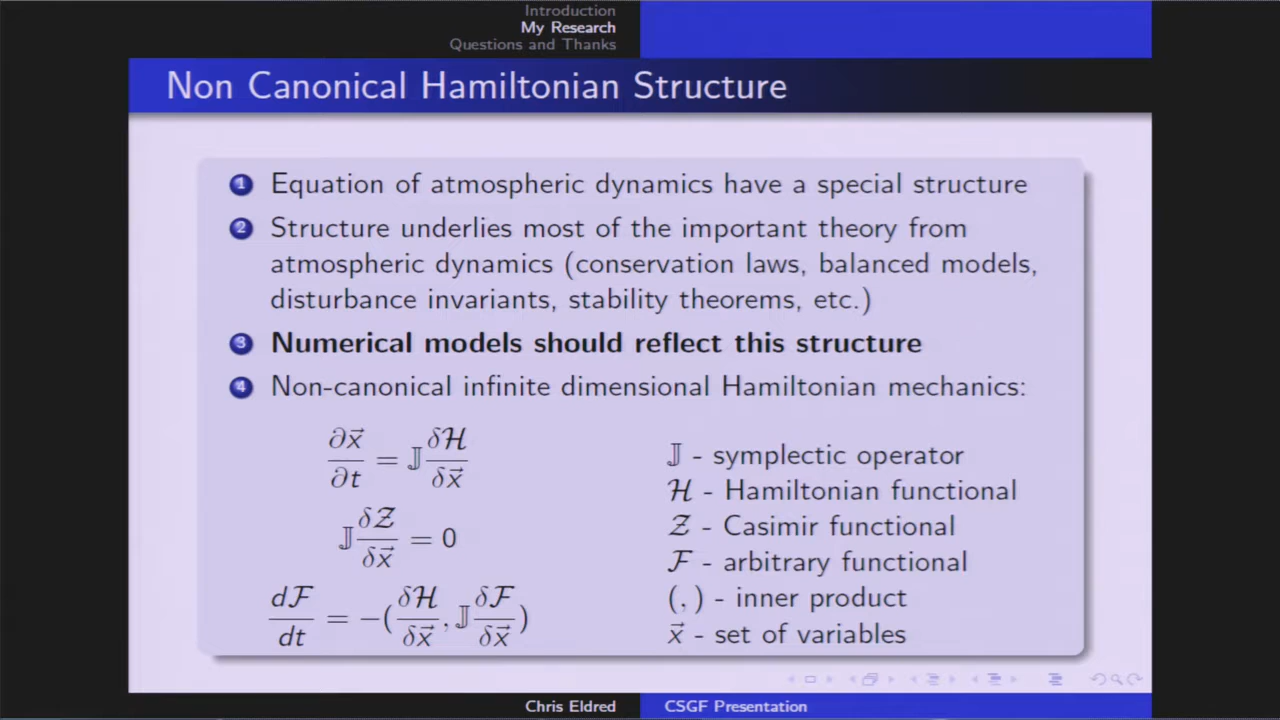 Introduction
My Research
Questions and Thanks
Non Canonical Hamiltonian Structure
1 Equation of atmospheric dynamics have a special structure
2 Structure underlies most of the important theory from
atmospheric dynamics (conservation laws, balanced models,
disturbance invariants, stability theorems, etc.)
3 Numerical models should reflect this structure
4 Non-canonical infinite dimensional Hamiltonian mechanics:
∂x⃗/∂t = 𝕁 δℋ/δx⃗
𝕁 δ𝒵/δx⃗ = 0
dℱ/dt = −(δℋ/δx⃗, 𝕁 δℱ/δx⃗)
𝕁 - symplectic operator
ℋ - Hamiltonian functional
𝒵 - Casimir functional
ℱ - arbitrary functional
(,) - inner product
x⃗ - set of variables
Chris Eldred
CSGF Presentation